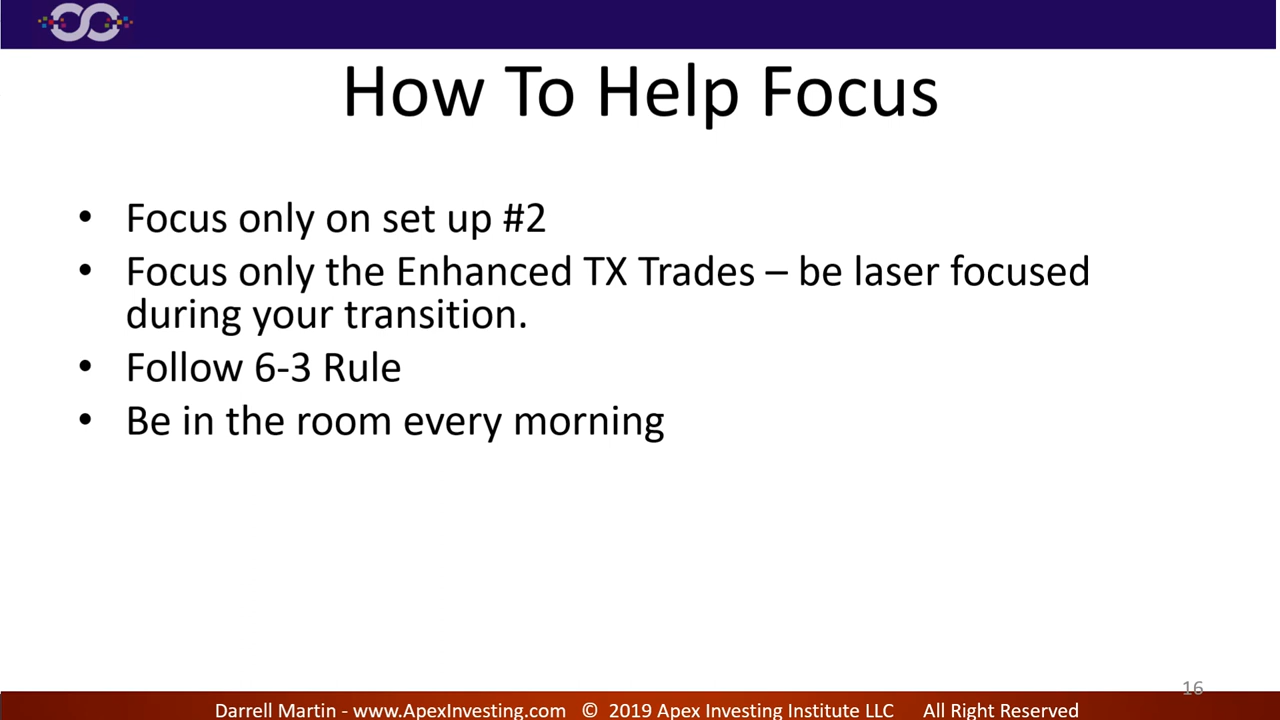 How To Help Focus
• Focus only on set up #2
• Focus only the Enhanced TX Trades – be laser focused
during your transition.
• Follow 6-3 Rule
• Be in the room every morning
16
Darrell Martin - www.ApexInvesting.com © 2019 Apex Investing Institute LLC All Right Reserved